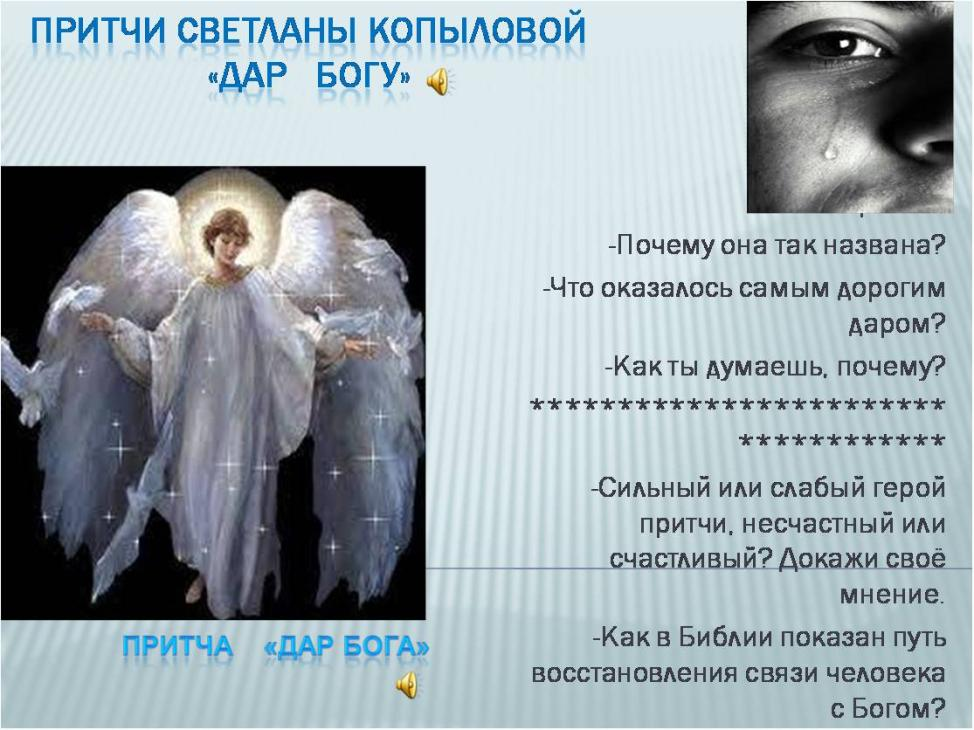 ПРИТЧИ СВЕТЛАНЫ КОПЫЛОВОЙ
«ДАР БОГУ»
-Почему она так названа?
-Что оказалось самым дорогим
даром?
-Как ты думаешь, почему?
************************
************
-Сильный или слабый герой
притчи, несчастный или
счастливый? Докажи своё
мнение.
-Как в Библии показан путь
восстановления связи человека
с Богом?
ПРИТЧА «ДАР БОГА»